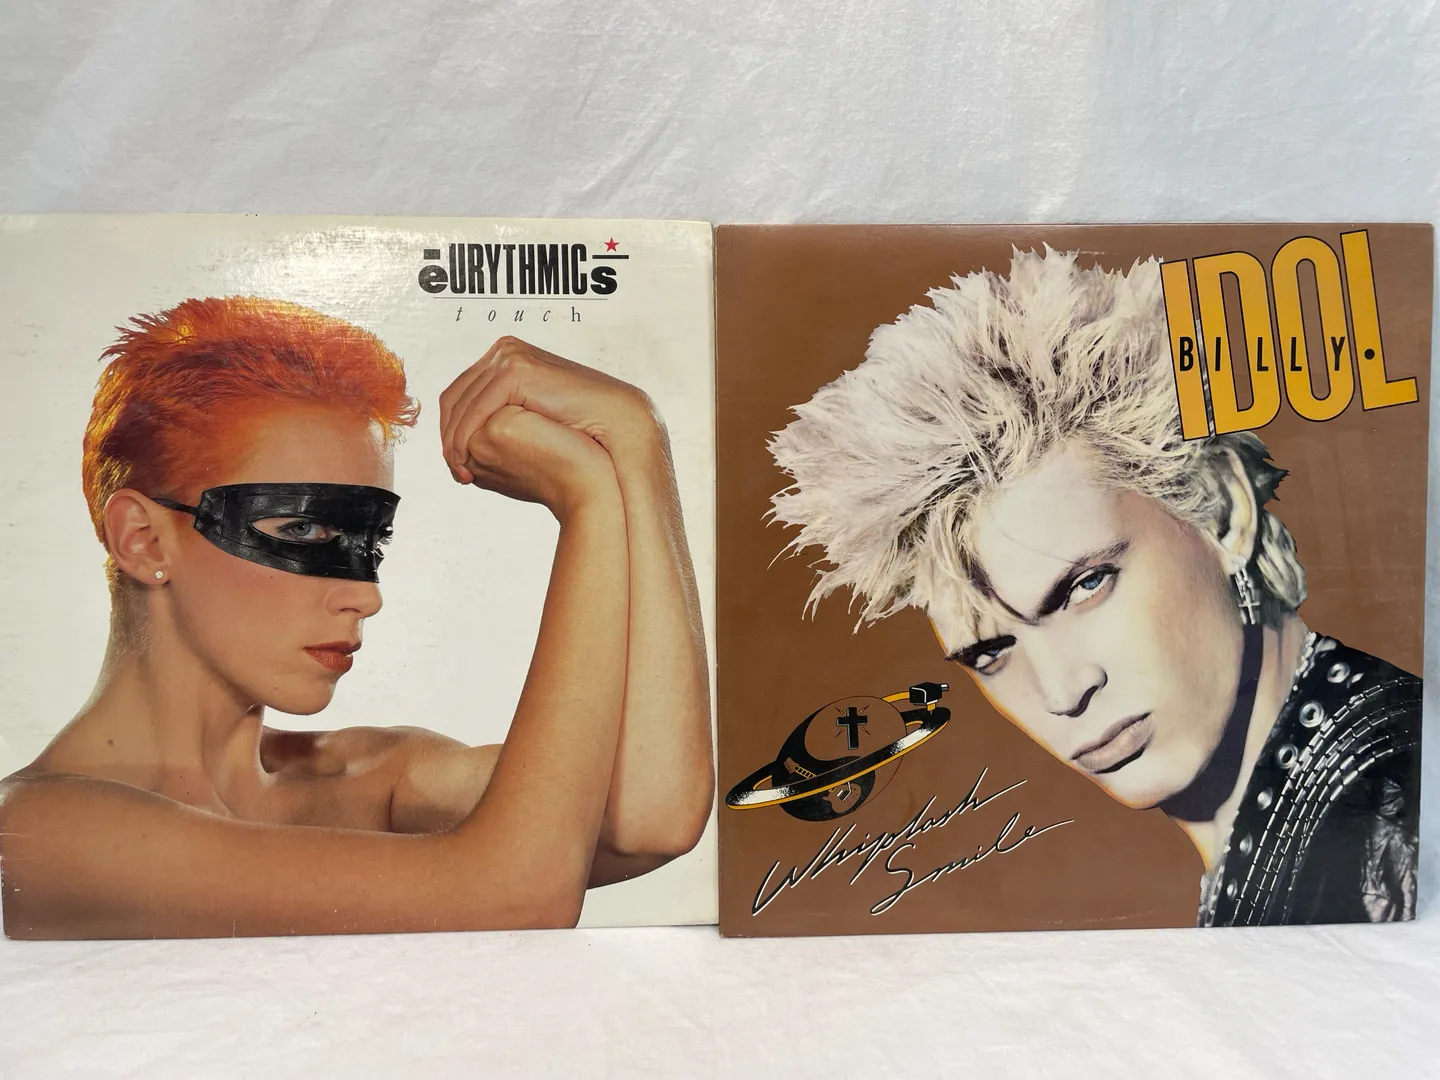 eURYTHMICs
touch
IDOL
BILLY•
Whiplash
Smile